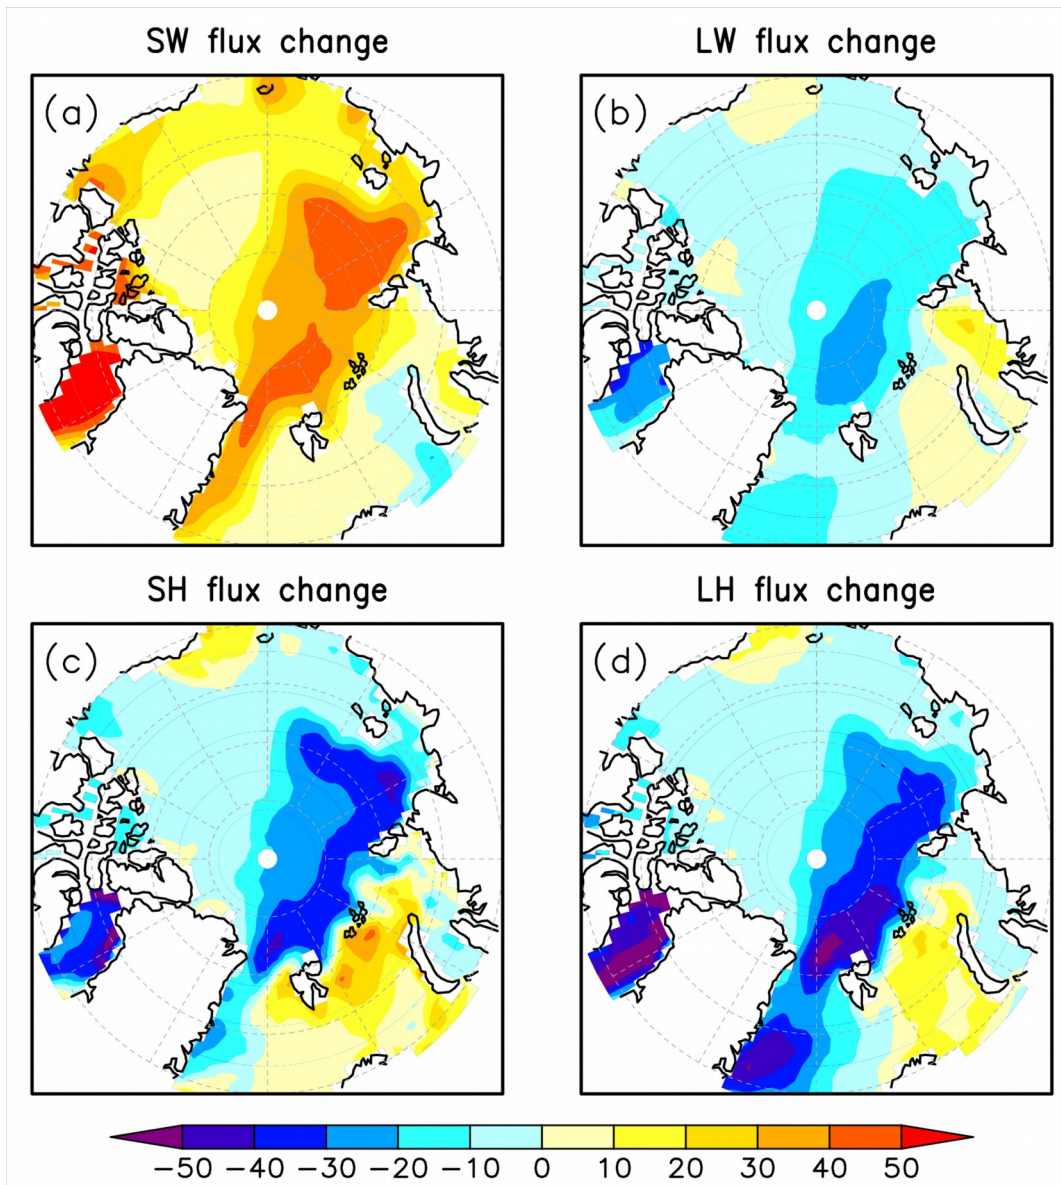 SW flux change
LW flux change
(a)
(b)
SH flux change
LH flux change
(c)
(d)
−50 −40 −30 −20 −10 0 10 20 30 40 50